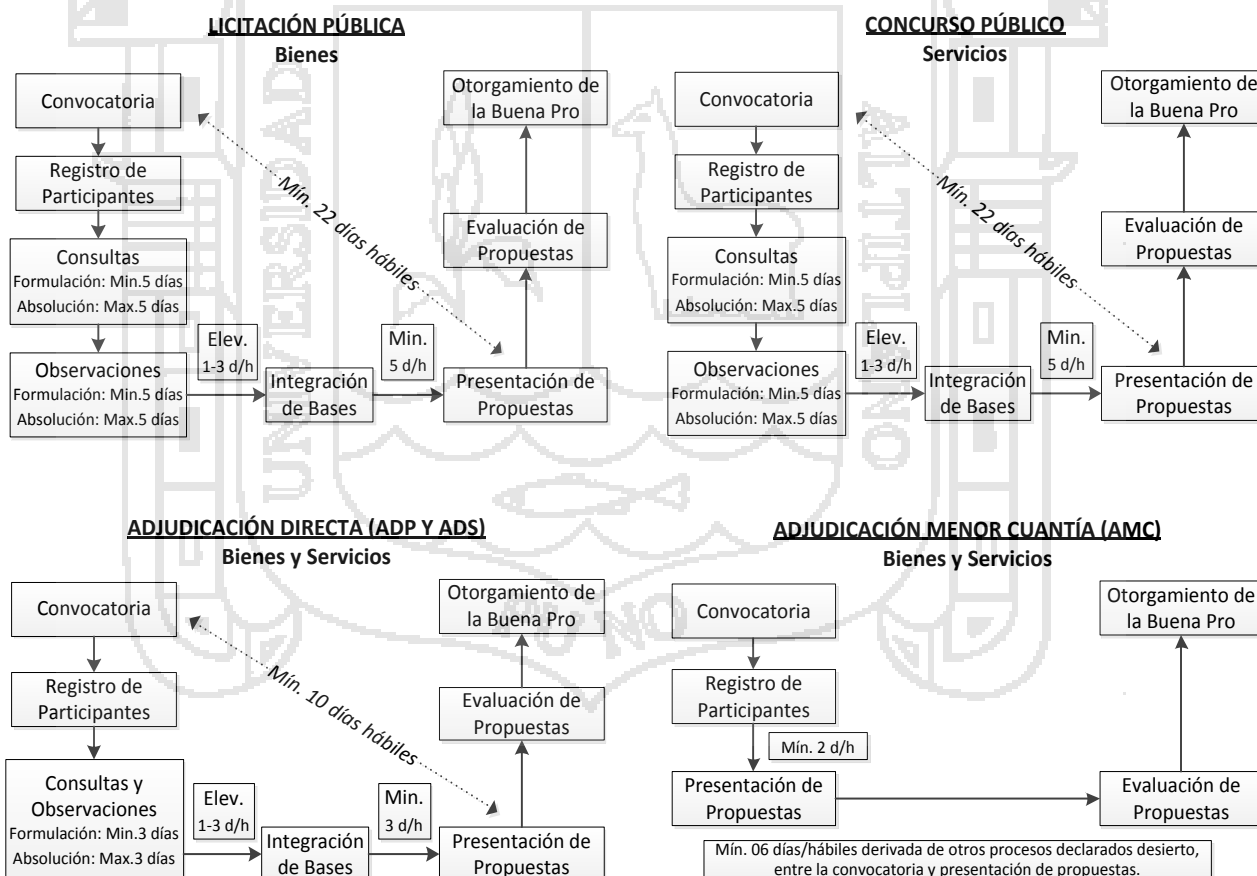 LICITACIÓN PÚBLICA
Bienes
Convocatoria
Registro de
Participantes
Consultas
Formulación: Min.5 días
Absolución: Max.5 días
Observaciones
Formulación: Min.5 días
Absolución: Max.5 días
Elev.
1-3 d/h
Integración
de Bases
Min.
5 d/h
Presentación de
Propuestas
Evaluación de
Propuestas
Otorgamiento de
la Buena Pro
Mín. 22 días hábiles
CONCURSO PÚBLICO
Servicios
Convocatoria
Registro de
Participantes
Consultas
Formulación: Min.5 días
Absolución: Max.5 días
Observaciones
Formulación: Min.5 días
Absolución: Max.5 días
Elev.
1-3 d/h
Integración
de Bases
Min.
5 d/h
Presentación de
Propuestas
Evaluación de
Propuestas
Otorgamiento de
la Buena Pro
Mín. 22 días hábiles
ADJUDICACIÓN DIRECTA (ADP Y ADS)
Bienes y Servicios
Convocatoria
Registro de
Participantes
Consultas y
Observaciones
Formulación: Min.3 días
Absolución: Max.3 días
Elev.
1-3 d/h
Integración
de Bases
Min.
3 d/h
Presentación de
Propuestas
Evaluación de
Propuestas
Otorgamiento de
la Buena Pro
Mín. 10 días hábiles
ADJUDICACIÓN MENOR CUANTÍA (AMC)
Bienes y Servicios
Convocatoria
Registro de
Participantes
Mín. 2 d/h
Presentación de
Propuestas
Evaluación de
Propuestas
Otorgamiento de
la Buena Pro
Mín. 06 días/hábiles derivada de otros procesos declarados desierto,
entre la convocatoria y presentación de propuestas.
UNIVERSIDAD
ALTIPLANO
PUNO